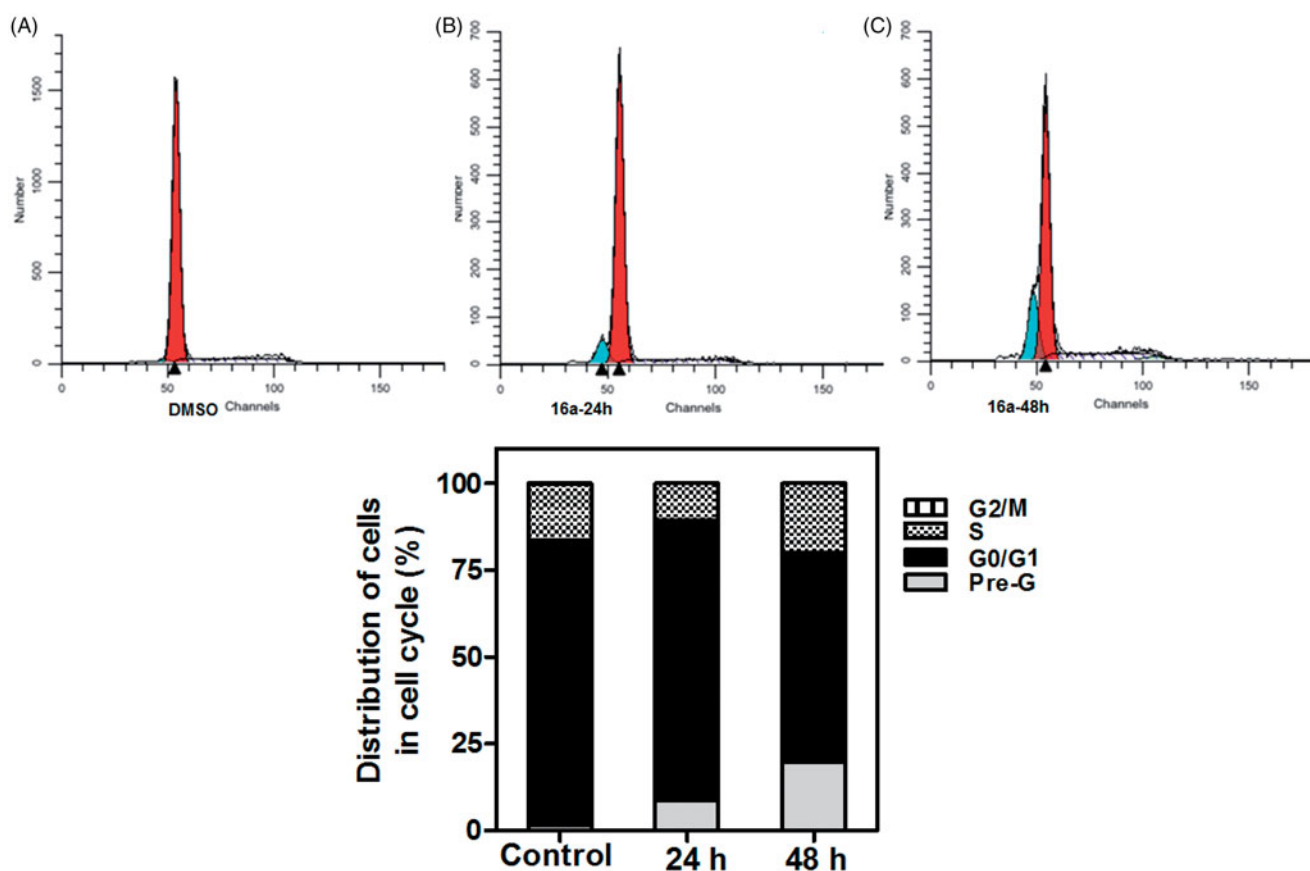 (A)
(B)
(C)
Number
1500
1000
500
0
0
50
100
150
DMSO
Channels
Number
700
600
500
400
300
200
100
0
0
50
100
150
16a-24h
Channels
Number
700
600
500
400
300
200
100
0
0
50
100
150
16a-48h
Channels
Distribution of cells
in cell cycle (%)
100
75
50
25
0
Control
24 h
48 h
G2/M
S
G0/G1
Pre-G